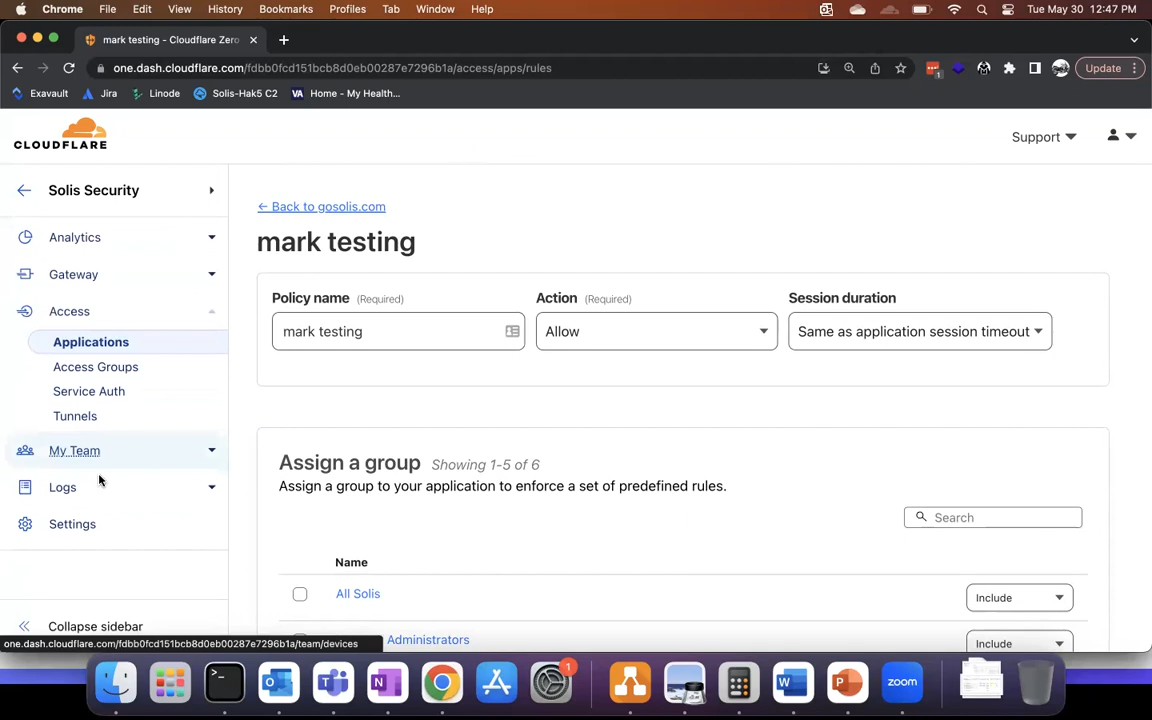 Chrome File Edit View History Bookmarks Profiles Tab Window Help Tue May 30 12:47 PM
mark testing - Cloudflare Zero
one.dash.cloudflare.com/fdbb0fcd151bcb8d0eb00287e7296b1a/access/apps/rules 1 Update
Exavault Jira Linode Solis-Hak5 C2 VA Home - My Health...
CLOUDFLARE
Support
Solis Security
Analytics
Gateway
Access
Applications
Access Groups
Service Auth
Tunnels
My Team
Logs
Settings
Collapse sidebar
← Back to gosolis.com
mark testing
Policy name (Required) Action (Required) Session duration
mark testing Allow Same as application session timeout
Assign a group Showing 1-5 of 6
Assign a group to your application to enforce a set of predefined rules.
Search
Name
All Solis Include
Administrators Include
one.dash.cloudflare.com/fdbb0fcd151bcb8d0eb00287e7296b1a/team/devices
1
zoom